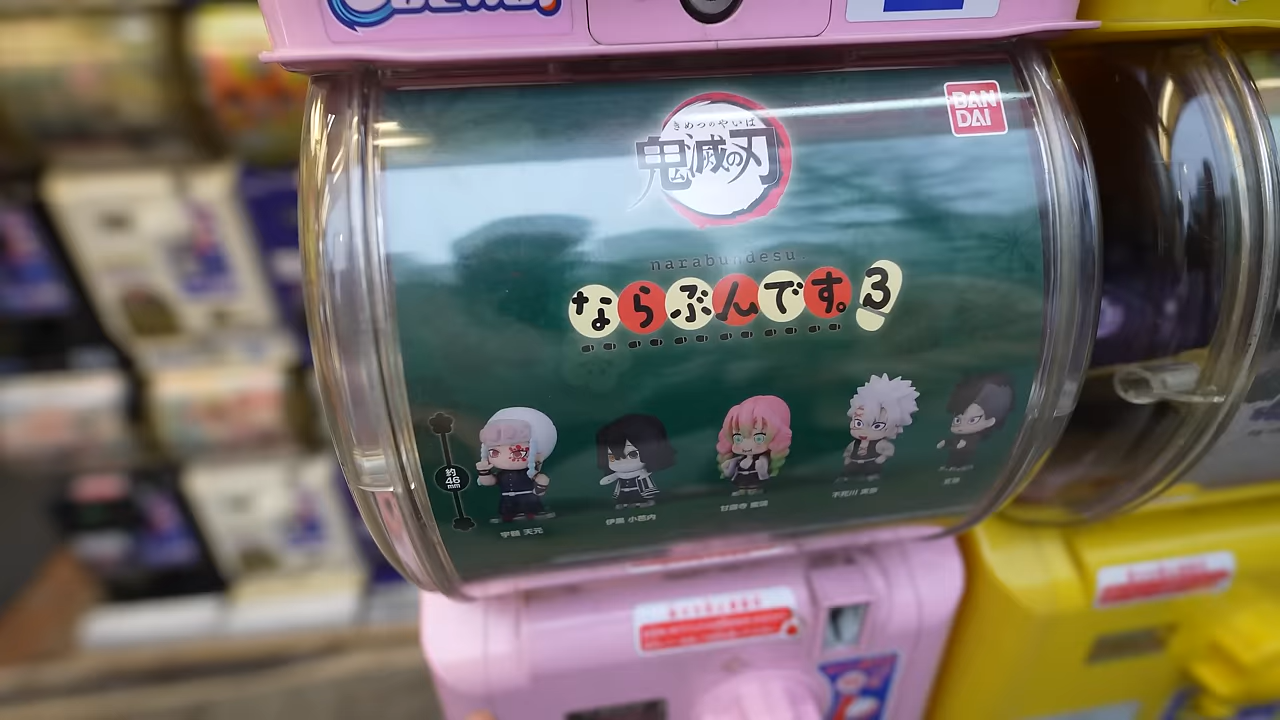 BAN
DAI
きめつのやいば
鬼滅の刃
narabundesu.
ならぶんです。3
約
46
mm
宇髄 天元
伊黒 小芭内
甘露寺 蜜璃
不死川 実弥